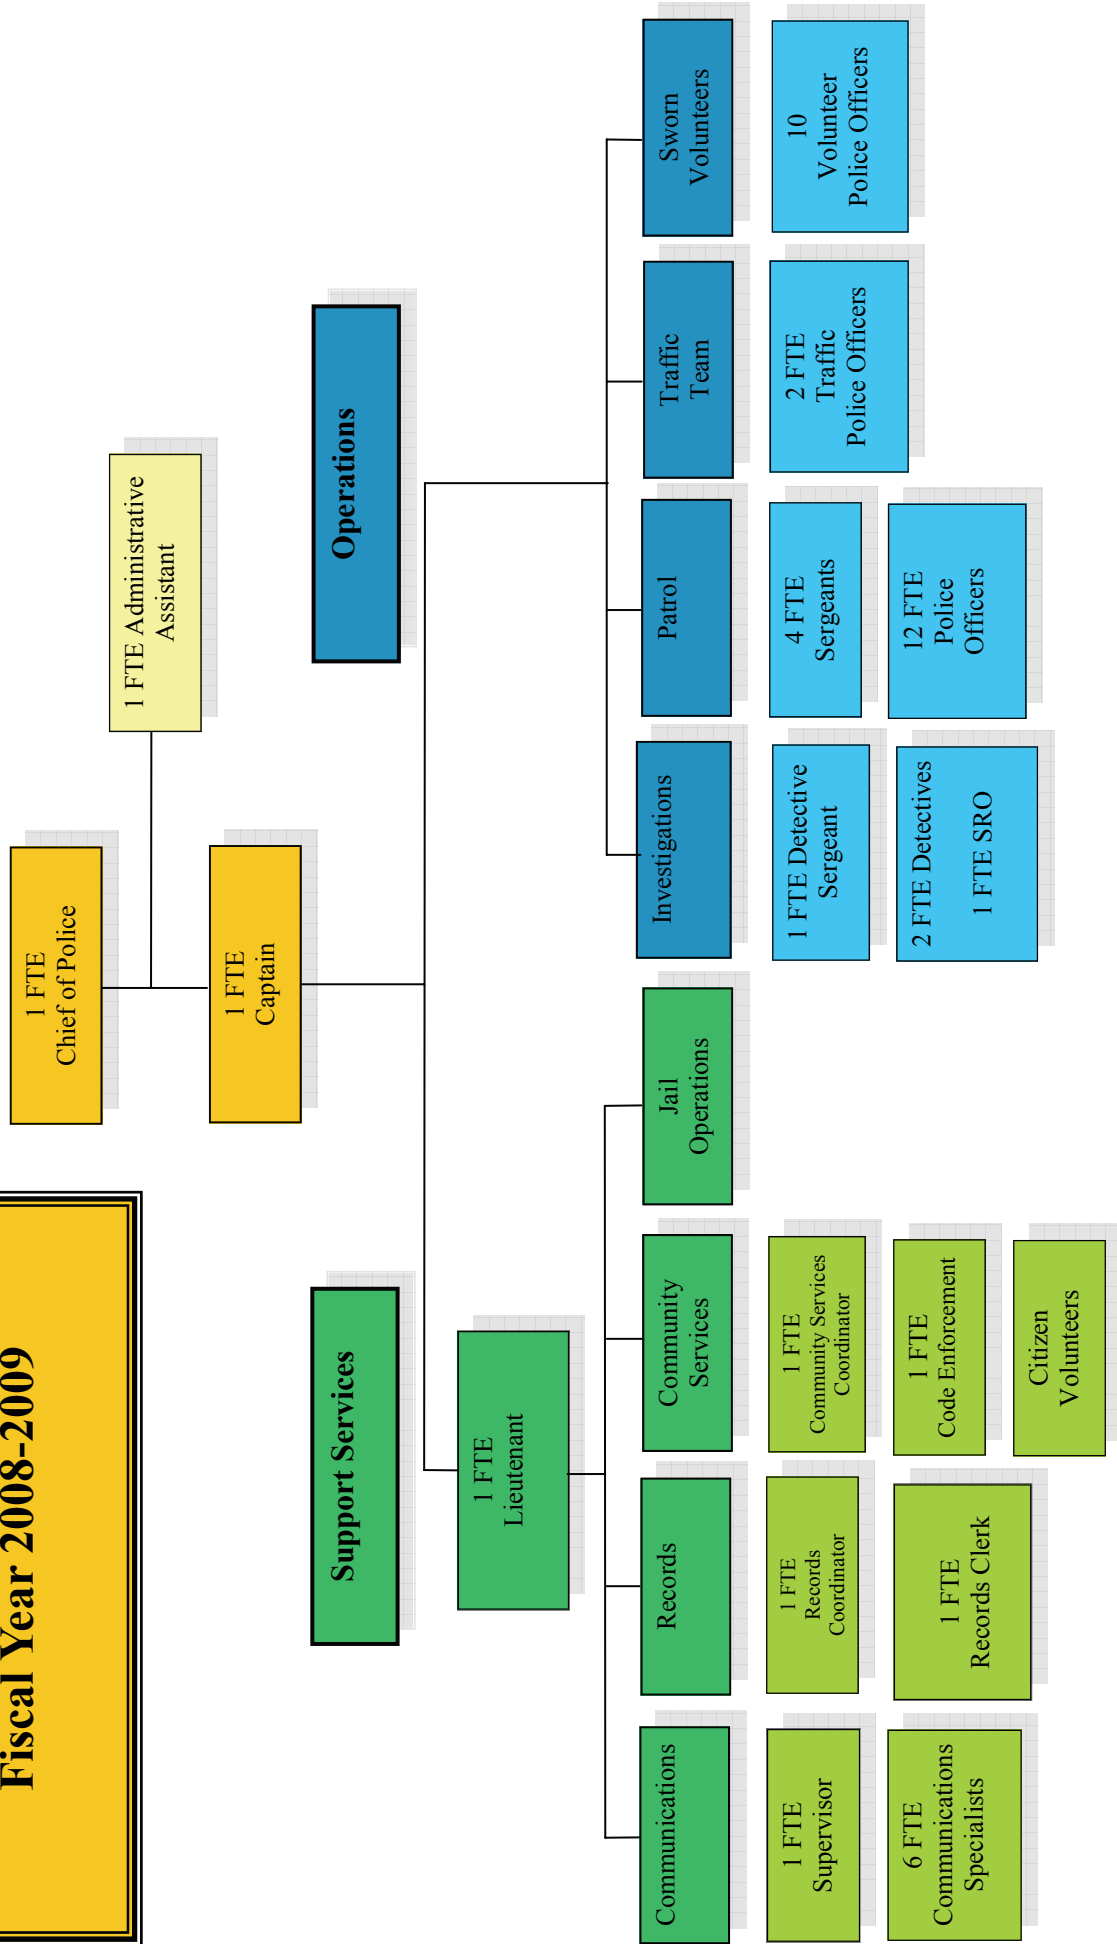 Fiscal Year 2008-2009
1 FTE
Chief of Police
1 FTE Administrative
Assistant
1 FTE
Captain
Support Services
Operations
1 FTE
Lieutenant
Communications
Records
Community
Services
Jail
Operations
Investigations
Patrol
Traffic
Team
Sworn
Volunteers
1 FTE
Supervisor
6 FTE
Communications
Specialists
1 FTE
Records
Coordinator
1 FTE
Records Clerk
1 FTE
Community Services
Coordinator
1 FTE
Code Enforcement
Citizen
Volunteers
1 FTE Detective
Sergeant
2 FTE Detectives
1 FTE SRO
4 FTE
Sergeants
12 FTE
Police
Officers
2 FTE
Traffic
Police Officers
10
Volunteer
Police Officers